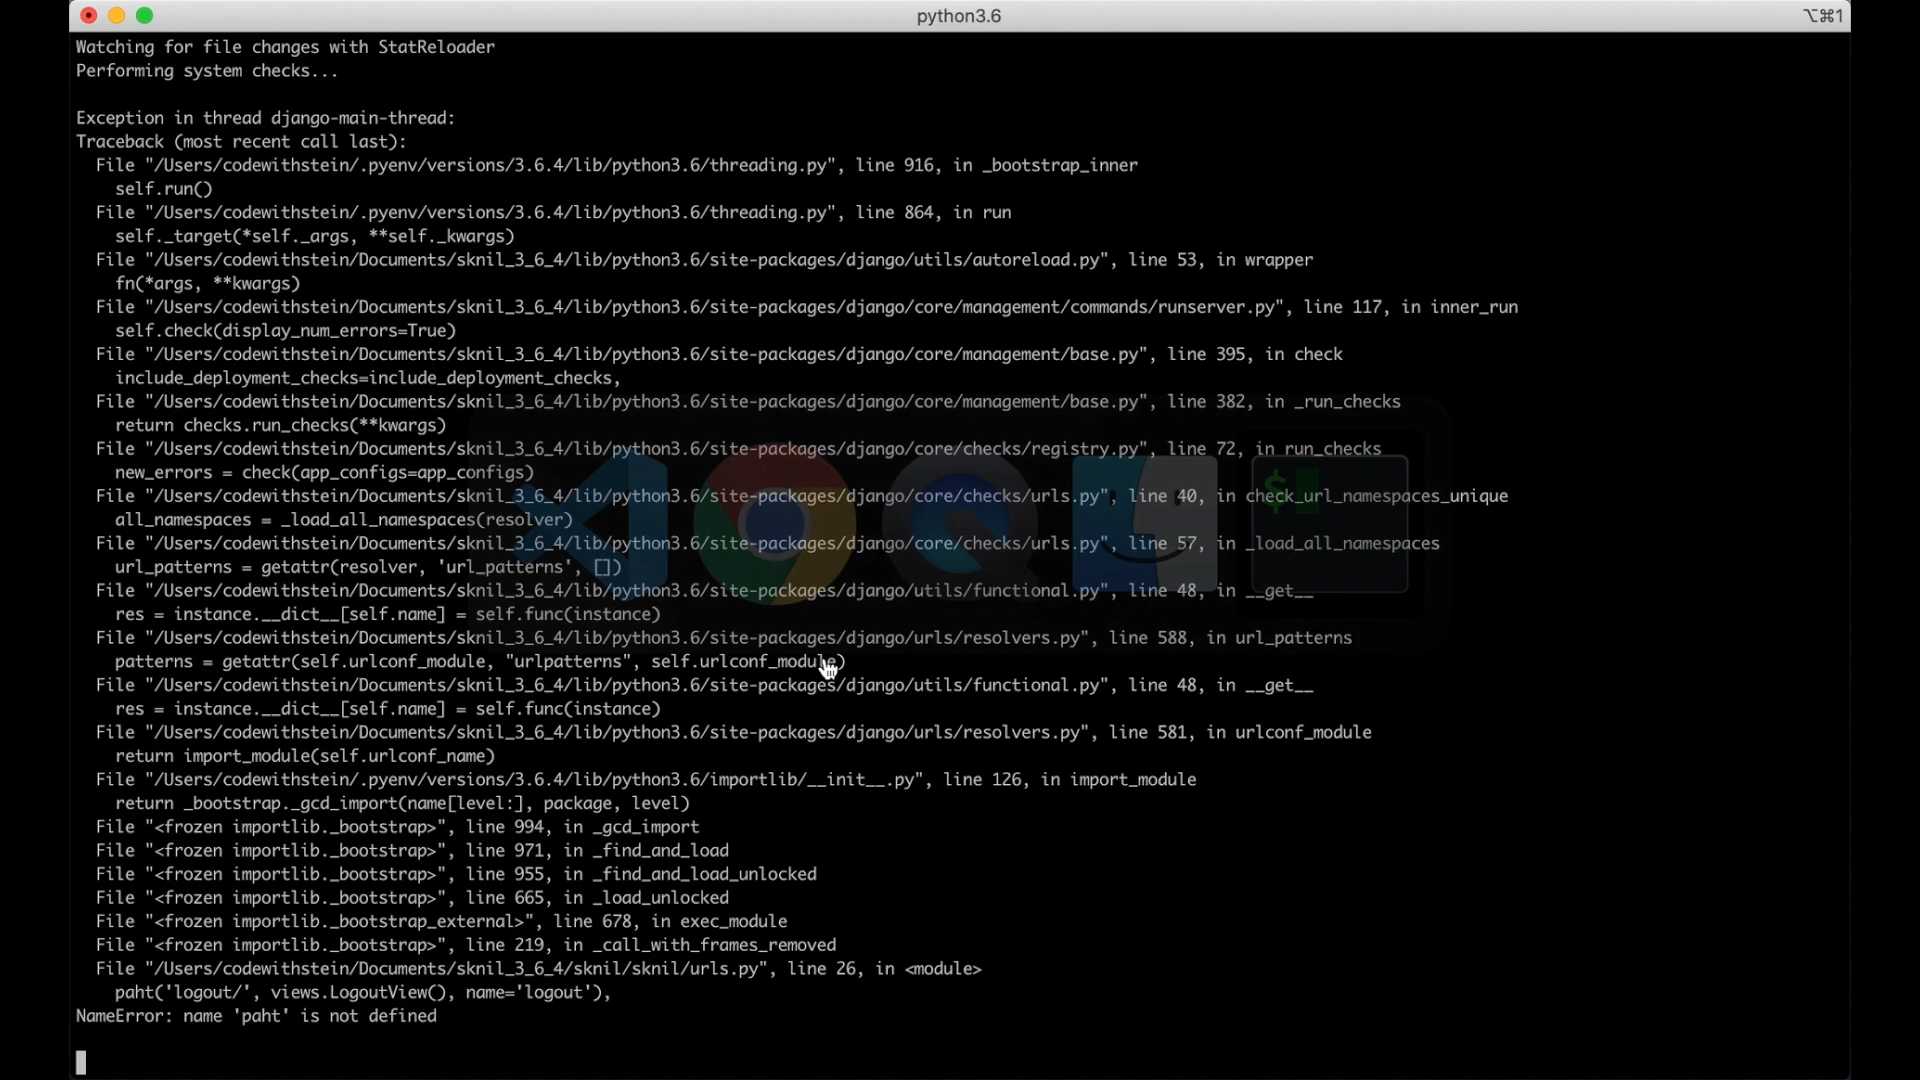 python3.6
⌥⌘1
Watching for file changes with StatReloader
Performing system checks...
Exception in thread django-main-thread:
Traceback (most recent call last):
File "/Users/codewithstein/.pyenv/versions/3.6.4/lib/python3.6/threading.py", line 916, in _bootstrap_inner
self.run()
File "/Users/codewithstein/.pyenv/versions/3.6.4/lib/python3.6/threading.py", line 864, in run
self._target(*self._args, **self._kwargs)
File "/Users/codewithstein/Documents/sknil_3_6_4/lib/python3.6/site-packages/django/utils/autoreload.py", line 53, in wrapper
fn(*args, **kwargs)
File "/Users/codewithstein/Documents/sknil_3_6_4/lib/python3.6/site-packages/django/core/management/commands/runserver.py", line 117, in inner_run
self.check(display_num_errors=True)
File "/Users/codewithstein/Documents/sknil_3_6_4/lib/python3.6/site-packages/django/core/management/base.py", line 395, in check
include_deployment_checks=include_deployment_checks,
File "/Users/codewithstein/Documents/sknil_3_6_4/lib/python3.6/site-packages/django/core/management/base.py", line 382, in _run_checks
return checks.run_checks(**kwargs)
File "/Users/codewithstein/Documents/sknil_3_6_4/lib/python3.6/site-packages/django/core/checks/registry.py", line 72, in run_checks
new_errors = check(app_configs=app_configs)
File "/Users/codewithstein/Documents/sknil_3_6_4/lib/python3.6/site-packages/django/core/checks/urls.py", line 40, in check_url_namespaces_unique
all_namespaces = _load_all_namespaces(resolver)
File "/Users/codewithstein/Documents/sknil_3_6_4/lib/python3.6/site-packages/django/core/checks/urls.py", line 57, in _load_all_namespaces
url_patterns = getattr(resolver, 'url_patterns', [])
File "/Users/codewithstein/Documents/sknil_3_6_4/lib/python3.6/site-packages/django/utils/functional.py", line 48, in __get__
res = instance.__dict__[self.name] = self.func(instance)
File "/Users/codewithstein/Documents/sknil_3_6_4/lib/python3.6/site-packages/django/urls/resolvers.py", line 588, in url_patterns
patterns = getattr(self.urlconf_module, "urlpatterns", self.urlconf_module)
File "/Users/codewithstein/Documents/sknil_3_6_4/lib/python3.6/site-packages/django/utils/functional.py", line 48, in __get__
res = instance.__dict__[self.name] = self.func(instance)
File "/Users/codewithstein/Documents/sknil_3_6_4/lib/python3.6/site-packages/django/urls/resolvers.py", line 581, in urlconf_module
return import_module(self.urlconf_name)
File "/Users/codewithstein/.pyenv/versions/3.6.4/lib/python3.6/importlib/__init__.py", line 126, in import_module
return _bootstrap._gcd_import(name[level:], package, level)
File "<frozen importlib._bootstrap>", line 994, in _gcd_import
File "<frozen importlib._bootstrap>", line 971, in _find_and_load
File "<frozen importlib._bootstrap>", line 955, in _find_and_load_unlocked
File "<frozen importlib._bootstrap>", line 665, in _load_unlocked
File "<frozen importlib._bootstrap_external>", line 678, in exec_module
File "<frozen importlib._bootstrap>", line 219, in _call_with_frames_removed
File "/Users/codewithstein/Documents/sknil_3_6_4/sknil/sknil/urls.py", line 26, in <module>
paht('logout/', views.LogoutView(), name='logout'),
NameError: name 'paht' is not defined